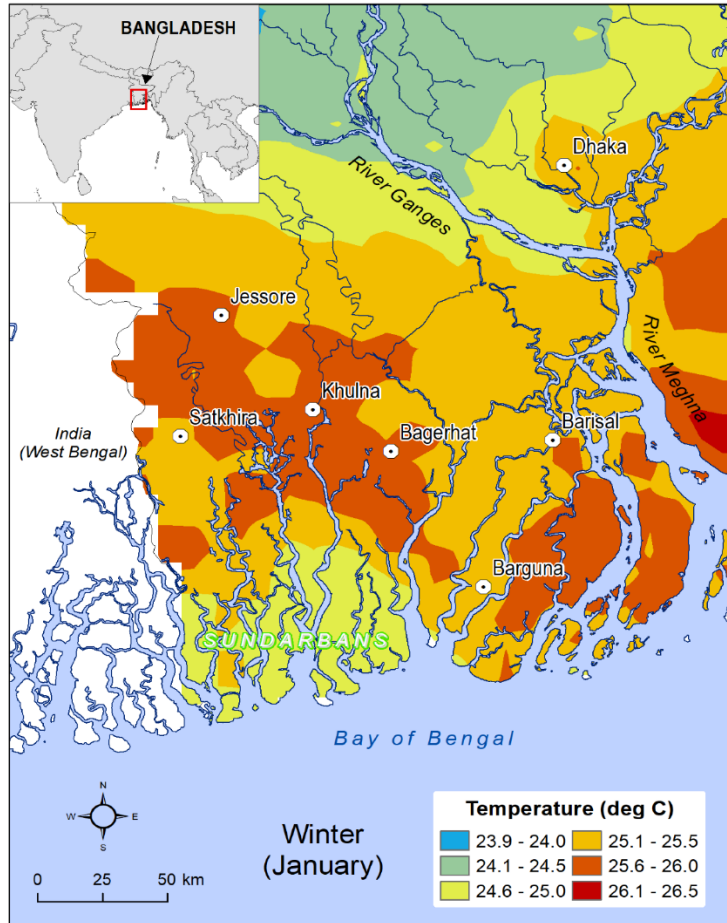 BANGLADESH
Dhaka
River Ganges
Jessore
River Meghna
Khulna
Satkhira
Barisal
India
(West Bengal)
Bagerhat
Barguna
SUNDARBANS
Bay of Bengal
N
W E
S
Winter
(January)
0 25 50 km
Temperature (deg C)
23.9 - 24.0 25.1 - 25.5
24.1 - 24.5 25.6 - 26.0
24.6 - 25.0 26.1 - 26.5